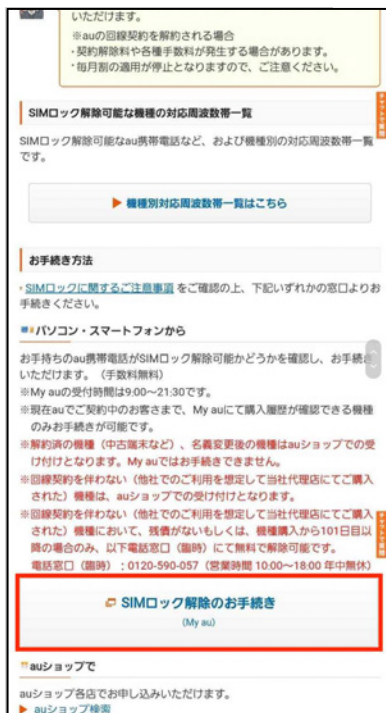 いただけます。
※auの回線契約を解約される場合
・契約解除料や各種手数料が発生する場合があります。
・毎月割の適用が停止となりますので、ご注意ください。
SIMロック解除可能な機種の対応周波数帯一覧
SIMロック解除可能なau携帯電話など、および機種別の対応周波数帯一覧
です。
機種別対応周波数帯一覧はこちら
お手続き方法
・SIMロックに関するご注意事項 をご確認の上、下記いずれかの窓口よりお
手続きください。
パソコン・スマートフォンから
お手持ちのau携帯電話がSIMロック解除可能かどうかを確認し、お手続き
いただけます。（手数料無料）
※My auの受付時間は9:00～21:30です。
※現在auでご契約中のお客さまで、My auにて購入履歴が確認できる機種
のみお手続きが可能です。
※解約済の機種（中古端末など）、名義変更後の機種はauショップでの受
け付けとなります。My auではお手続きできません。
※回線契約を伴わない（他社でのご利用を想定して当社代理店にてご購入
された）機種は、auショップでの受け付けとなります。
※回線契約を伴わない（他社でのご利用を想定して当社代理店にてご購入
された）機種において、残債がないもしくは、機種購入から101日目以
降の場合のみ、以下電話窓口（臨時）にて無料で解除可能です。
電話窓口（臨時）：0120-590-057（営業時間 10:00～18:00 年中無休）
SIMロック解除のお手続き
(My au)
auショップで
auショップ各店でお申し込みいただけます。
auショップ検索